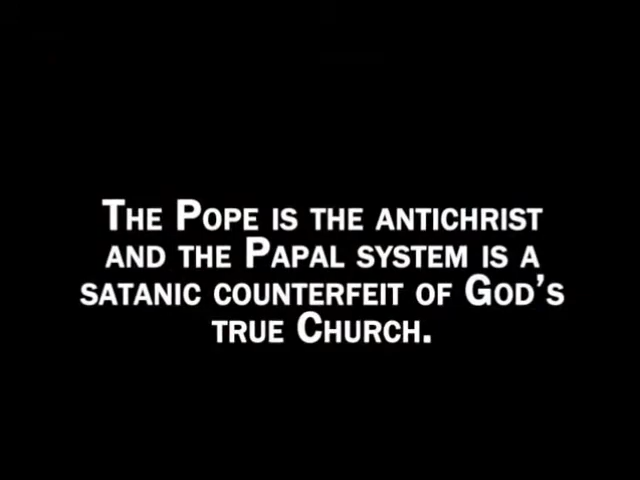 The Pope is the antichrist
and the Papal system is a
satanic counterfeit of God's
true Church.